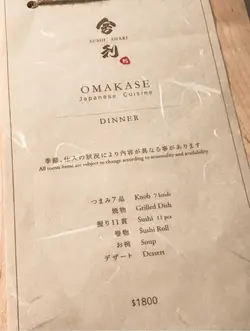 舎利
SUSHI SHARI
OMAKASE
Japanese Cuisine
DINNER
季節、仕入の状況により内容が異なる事があります
All menu items are subject to change according to seasonality and availability.
つまみ7品 Knob 7 kinds
焼物 Grilled Dish
握り11貫 Sushi 11 pcs
巻物 Sushi Roll
お椀 Soup
デザート Dessert
$1800